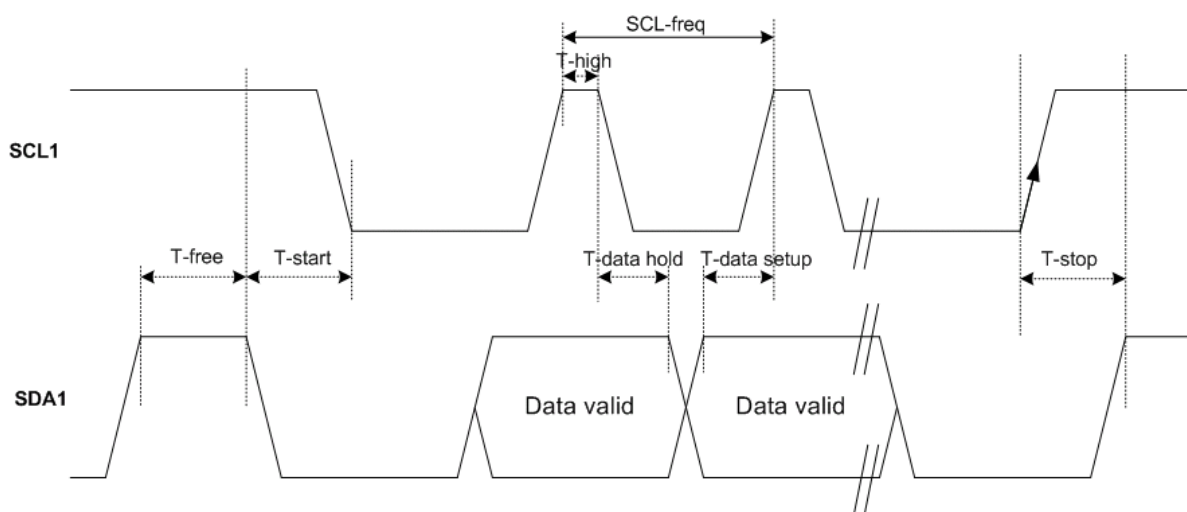 SCL-freq
T-high
SCL1
T-free
T-start
T-data hold
T-data setup
T-stop
SDA1
Data valid
Data valid